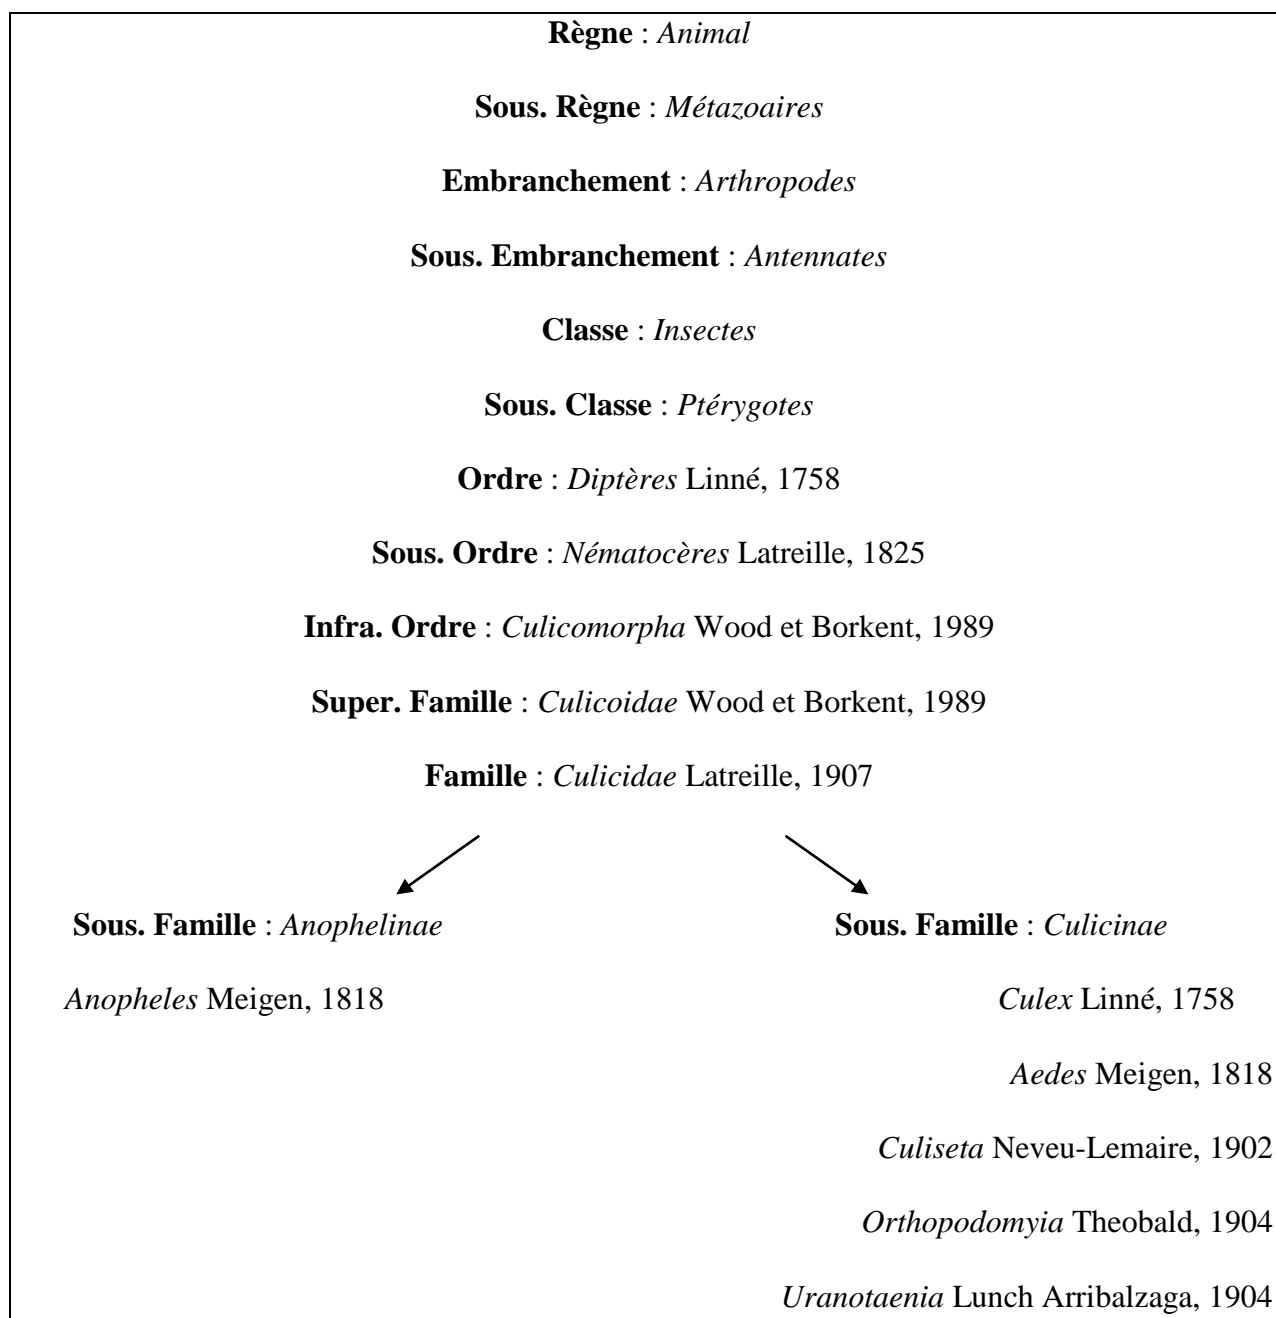 Règne : Animal
Sous. Règne : Métazoaires
Embranchement : Arthropodes
Sous. Embranchement : Antennates
Classe : Insectes
Sous. Classe : Ptérygotes
Ordre : Diptères Linné, 1758
Sous. Ordre : Nématocères Latreille, 1825
Infra. Ordre : Culicomorpha Wood et Borkent, 1989
Super. Famille : Culicoidae Wood et Borkent, 1989
Famille : Culicidae Latreille, 1907
Sous. Famille : Anophelinae Sous. Famille : Culicinae
Anopheles Meigen, 1818 Culex Linné, 1758
Aedes Meigen, 1818
Culiseta Neveu-Lemaire, 1902
Orthopodomyia Theobald, 1904
Uranotaenia Lunch Arribalzaga, 1904